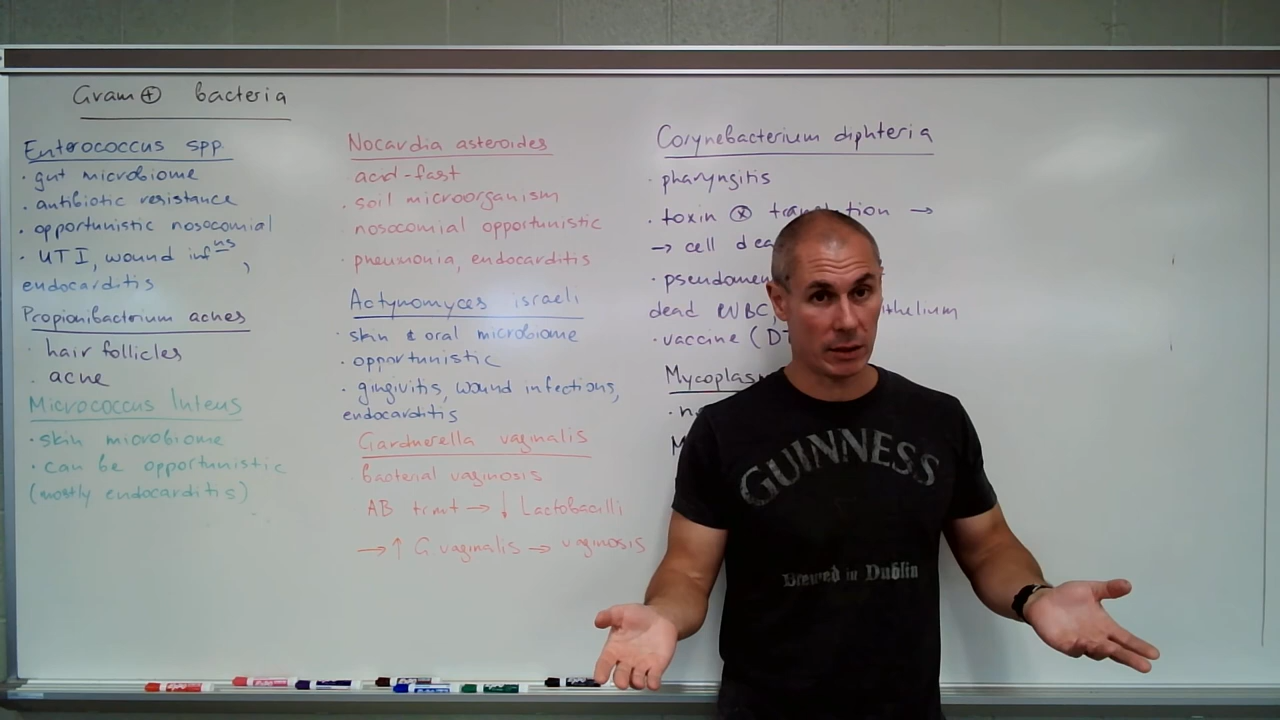 Gram ⊕ bacteria
Enterococcus spp
· gut microbiome
· antibiotic resistance
· opportunistic nosocomial
· UTI, wound infns,
endocarditis
Propionibacterium acnes
· hair follicles
· acne
Micrococcus luteus
· skin microbiome
· can be opportunistic
(mostly endocarditis)
Nocardia asteroides
acid-fast
· soil microorganism
nosocomial opportunistic
· pneumonia, endocarditis
Actynomyces israeli
· skin & oral microbiome
· opportunistic
· gingivitis, wound infections,
endocarditis
Gardnerella vaginalis
bacterial vaginosis
AB trmt → ↓ Lactobacilli
→ ↑ G vaginalis → vaginosis
Corynebacterium diphteria
· pharyngitis
· toxin ⊗ →
→ cell
·
dead WBC,
· vaccine (
GUINNESS
Brewed in Dublin